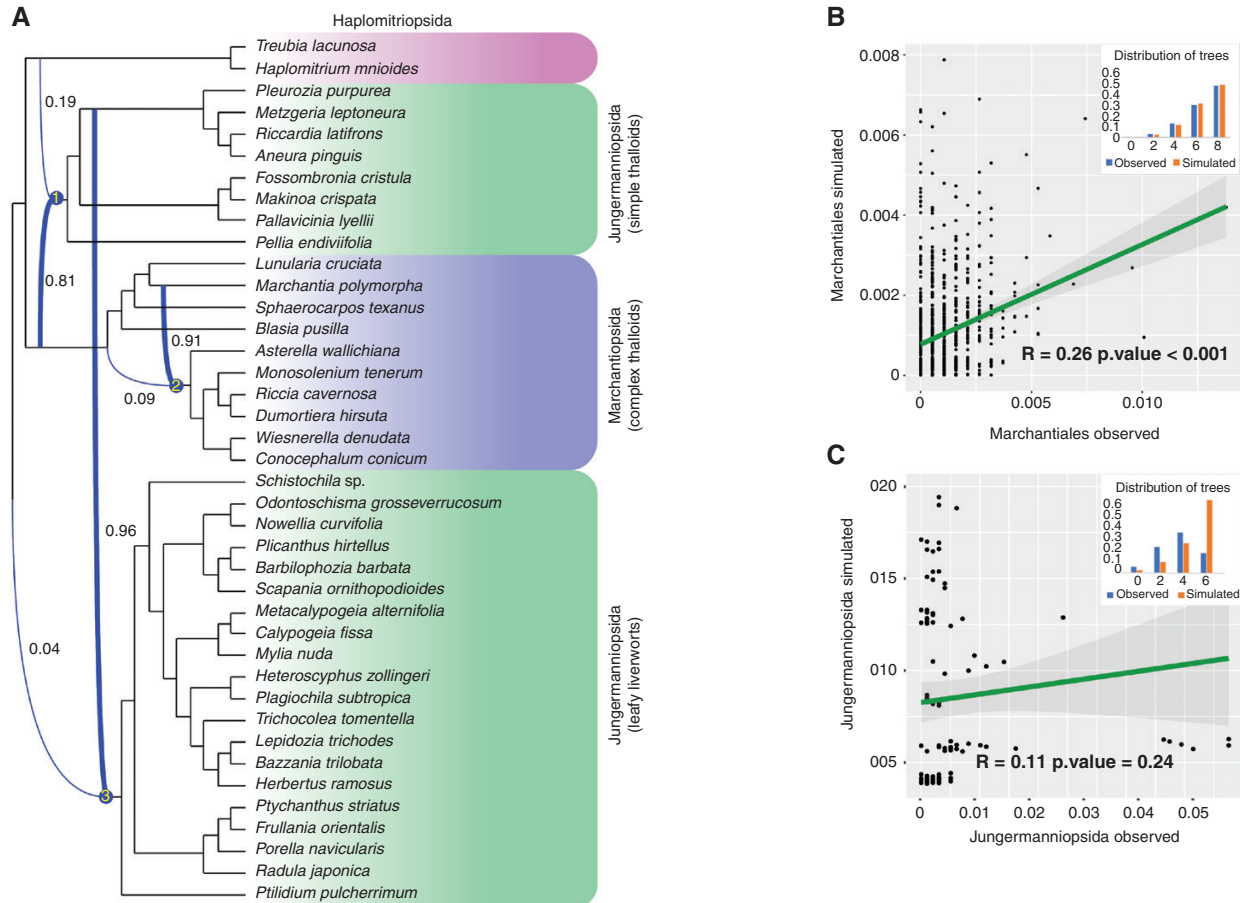 A
Haplomitriopsida
Treubia lacunosa
Haplomitrium mnioides
Pleurozia purpurea
Metzgeria leptoneura
Riccardia latifrons
Aneura pinguis
Fossombronia cristula
Makinoa crispata
Pallavicinia lyellii
Pellia endiviifolia
Lunularia cruciata
Marchantia polymorpha
Sphaerocarpos texanus
Blasia pusilla
Asterella wallichiana
Monosolenium tenerum
Riccia cavernosa
Dumortiera hirsuta
Wiesnerella denudata
Conocephalum conicum
Schistochila sp.
Odontoschisma grosseverrucosum
Nowellia curvifolia
Plicanthus hirtellus
Barbilophozia barbata
Scapania ornithopodioides
Metacalypogeia alternifolia
Calypogeia fissa
Mylia nuda
Heteroscyphus zollingeri
Plagiochila subtropica
Trichocolea tomentella
Lepidozia trichodes
Bazzania trilobata
Herbertus ramosus
Ptychanthus striatus
Frullania orientalis
Porella navicularis
Radula japonica
Ptilidium pulcherrimum
0.19
1
0.81
0.91
2
0.09
0.96
0.04
3
Jungermanniopsida
(simple thalloids)
Marchantiopsida
(complex thalloids)
Jungermanniopsida
(leafy liverworts)
B
Marchantiales simulated
0.008
0.006
0.004
0.002
0
0 0.005 0.010
Marchantiales observed
R = 0.26 p.value < 0.001
Distribution of trees
0.6
0.5
0.4
0.3
0.2
0.1
0
0 2 4 6 8
Observed Simulated
C
Jungermanniopsida simulated
020
015
010
005
0 0.01 0.02 0.03 0.04 0.05
Jungermanniopsida observed
R = 0.11 p.value = 0.24
Distribution of trees
0.6
0.5
0.4
0.3
0.2
0.1
0
0 2 4 6
Observed Simulated